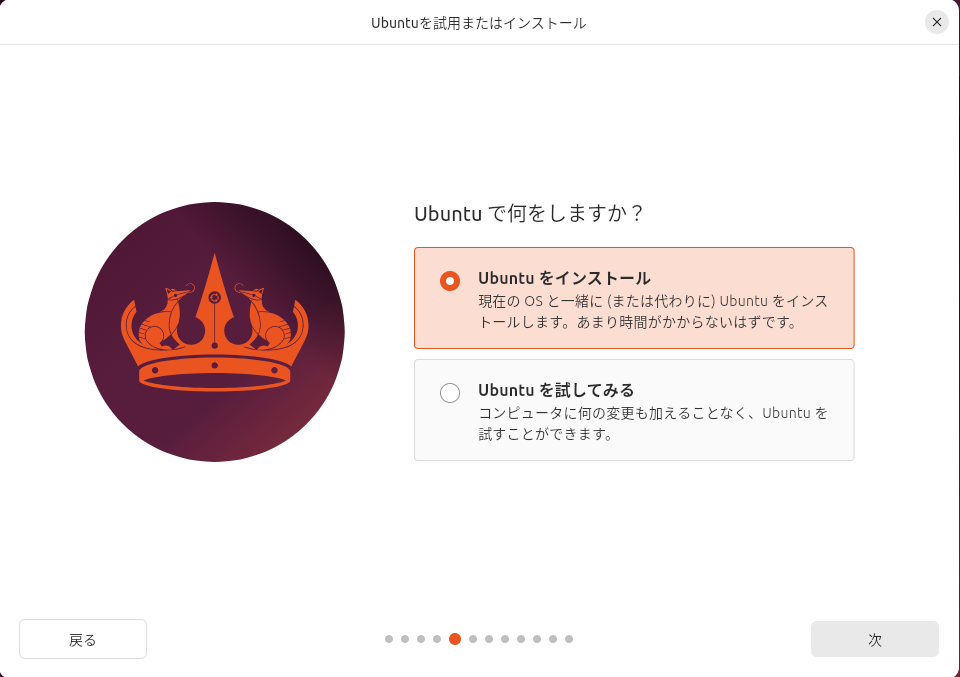 Ubuntuを試用またはインストール
Ubuntu で何をしますか？
Ubuntu をインストール
現在の OS と一緒に (または代わりに) Ubuntu をインス
トールします。あまり時間がかからないはずです。
Ubuntu を試してみる
コンピュータに何の変更も加えることなく、Ubuntu を
試すことができます。
戻る
次